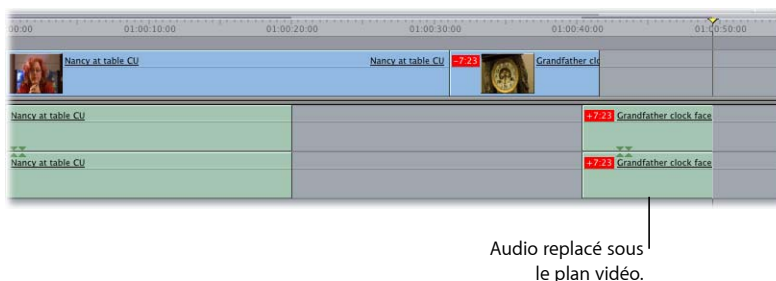 00:00 01:00:10:00 01:00:20:00 01:00:30:00 01:00:40:00 01:00:50:00
Nancy at table CU Nancy at table CU -7:23 Grandfather clo
Nancy at table CU +7:23 Grandfather clock face
Nancy at table CU +7:23 Grandfather clock face
Audio replacé sous
le plan vidéo.